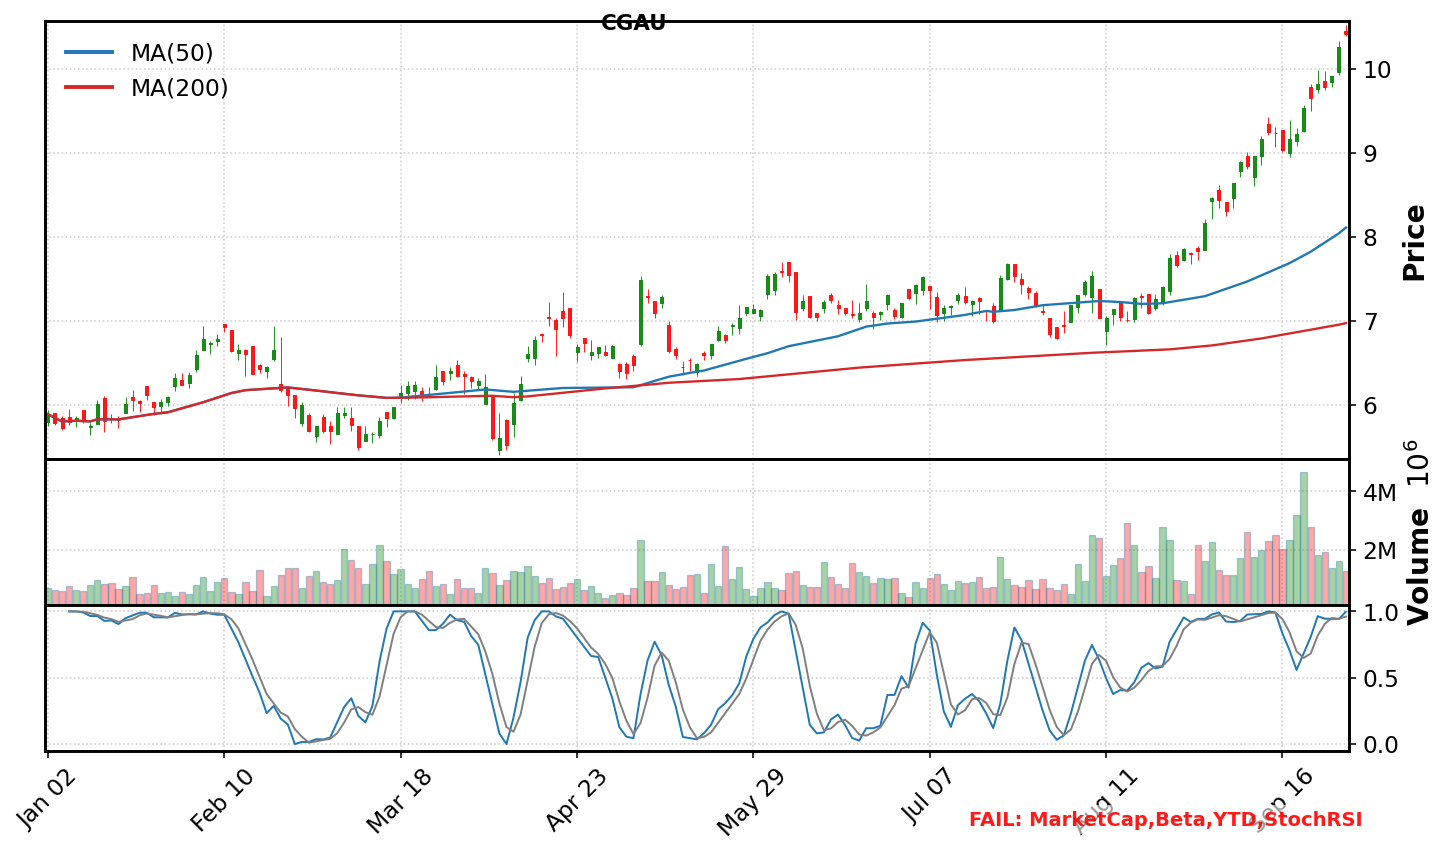 CGAU
MA(50)
MA(200)
10
9
8
7
6
Price
4M
2M
Volume 10^6
1.0
0.5
0.0
Jan 02
Feb 10
Mar 18
Apr 23
May 29
Jul 07
Aug 11
Sep 16
FAIL: MarketCap,Beta,YTD,StochRSI